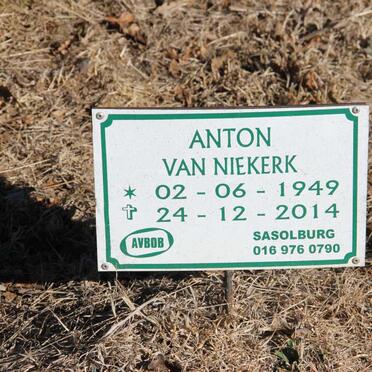 ANTON
VAN NIEKERK
* 02 - 06 - 1949
✝ 24 - 12 - 2014
AVBOB
SASOLBURG
016 976 0790